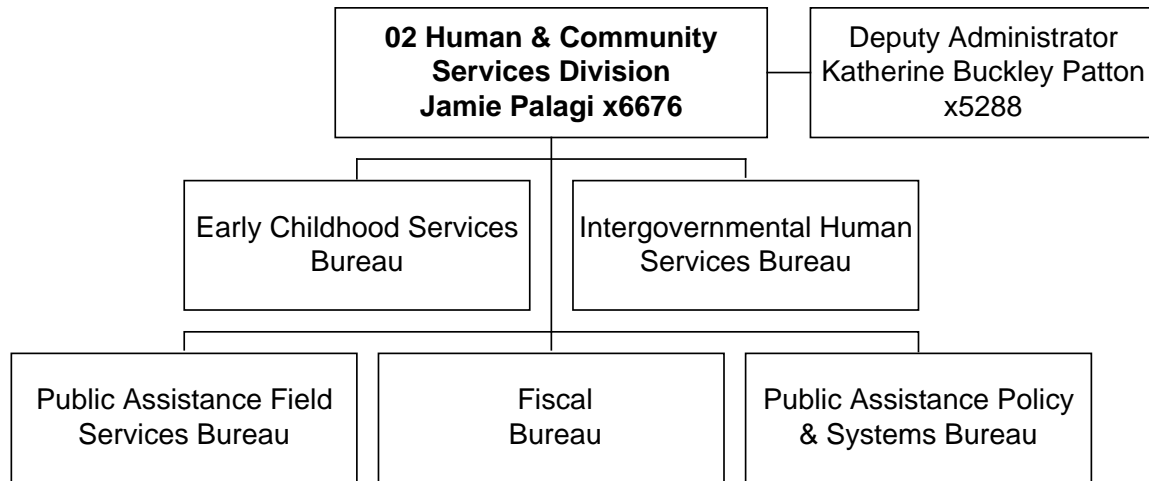 02 Human & Community
Services Division
Jamie Palagi x6676
Deputy Administrator
Katherine Buckley Patton
x5288
Early Childhood Services
Bureau
Intergovernmental Human
Services Bureau
Public Assistance Field
Services Bureau
Fiscal
Bureau
Public Assistance Policy
& Systems Bureau